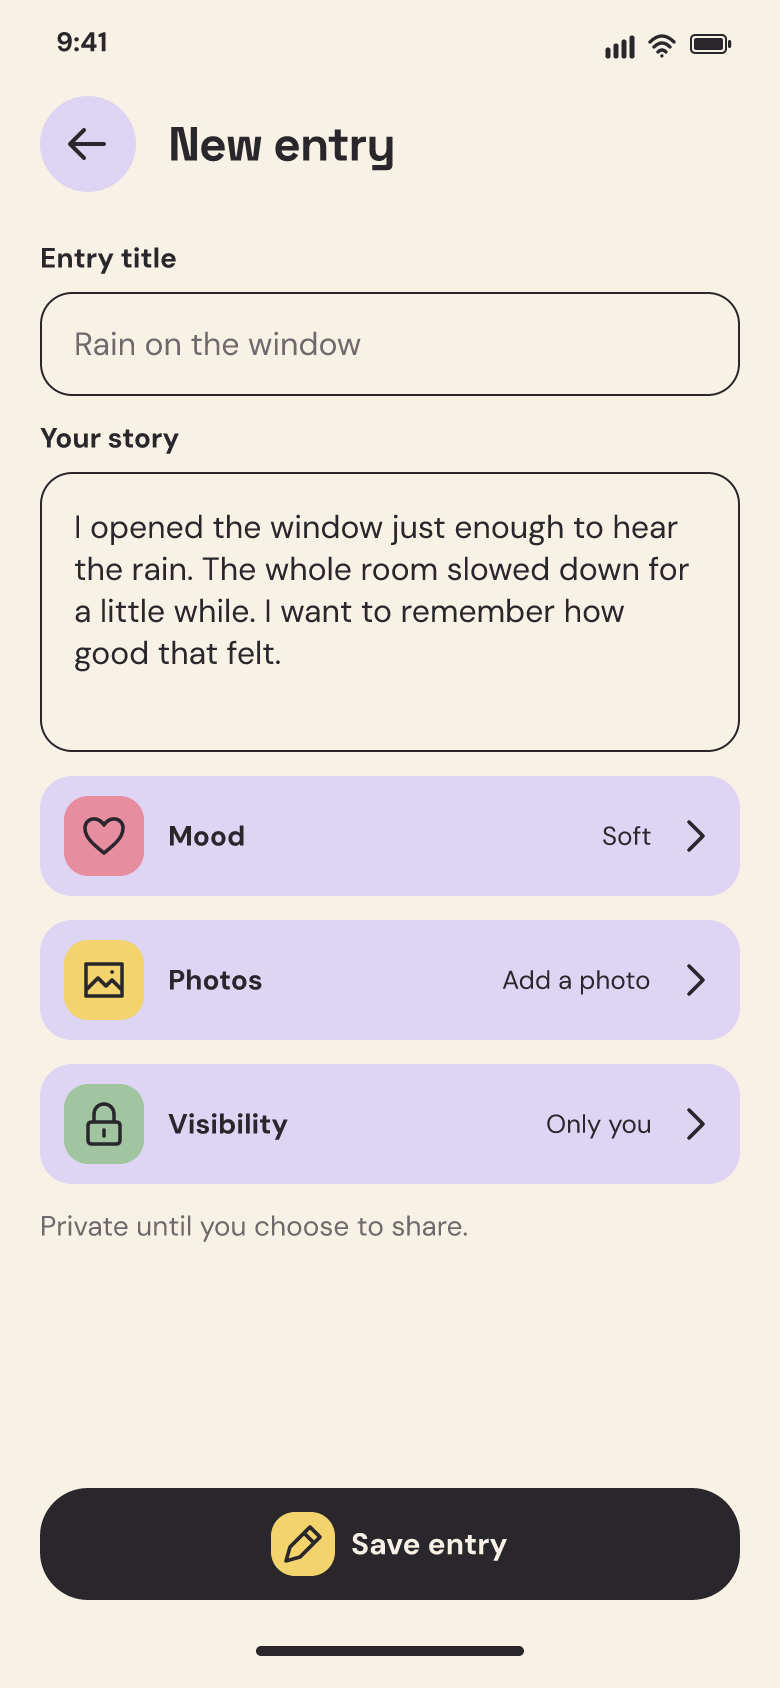 9:41
New entry
Entry title
Rain on the window
Your story
I opened the window just enough to hear
the rain. The whole room slowed down for
a little while. I want to remember how
good that felt.
Mood
Soft
Photos
Add a photo
Visibility
Only you
Private until you choose to share.
Save entry